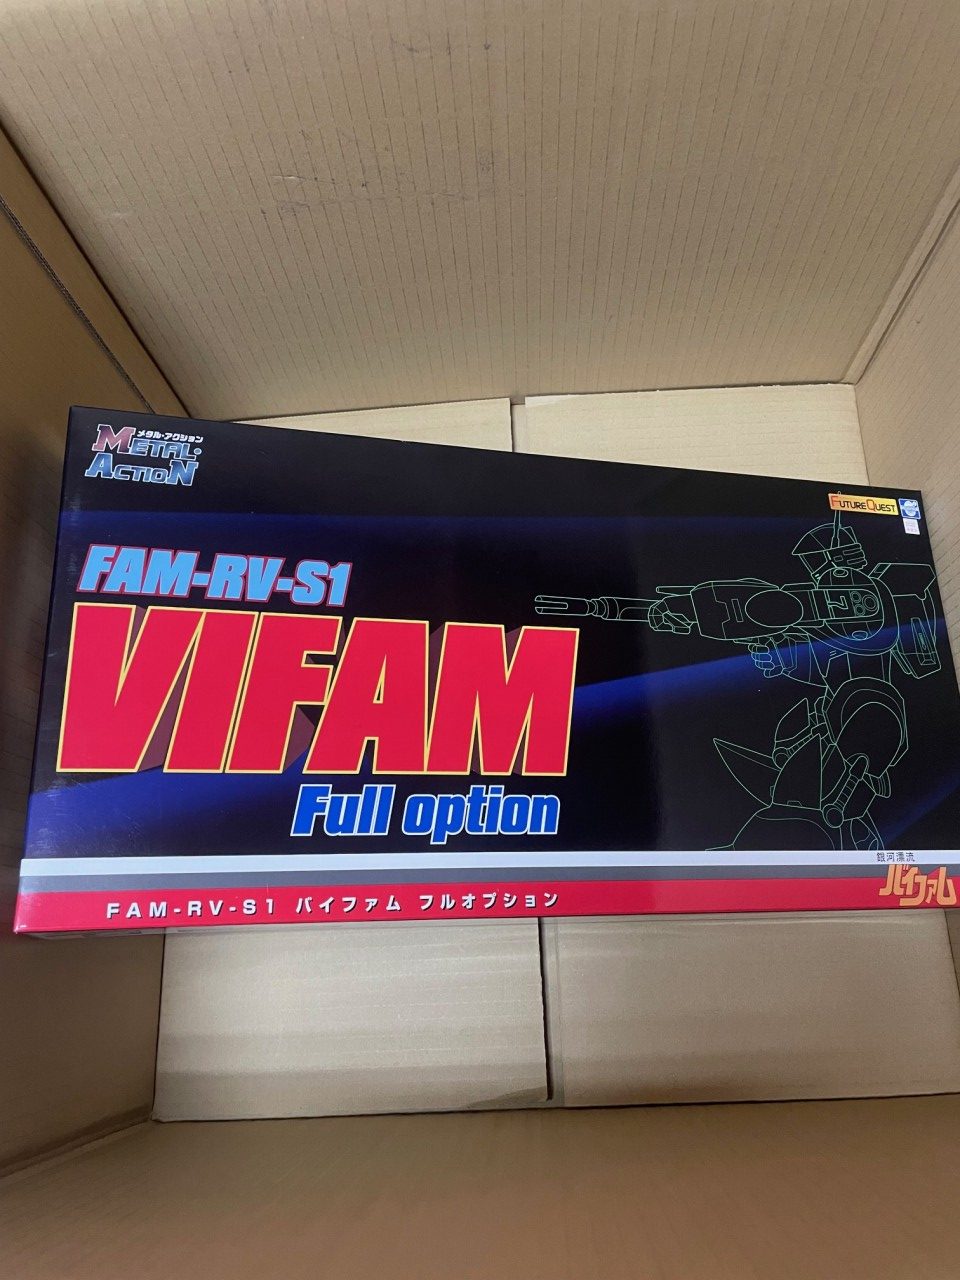 メタル・アクション
METAL・
ACTION
FUTUREQUEST
FAM-RV-S1
VIFAM
Full option
銀河漂流
バイファム
FAM-RV-S1 バイファム フルオプション